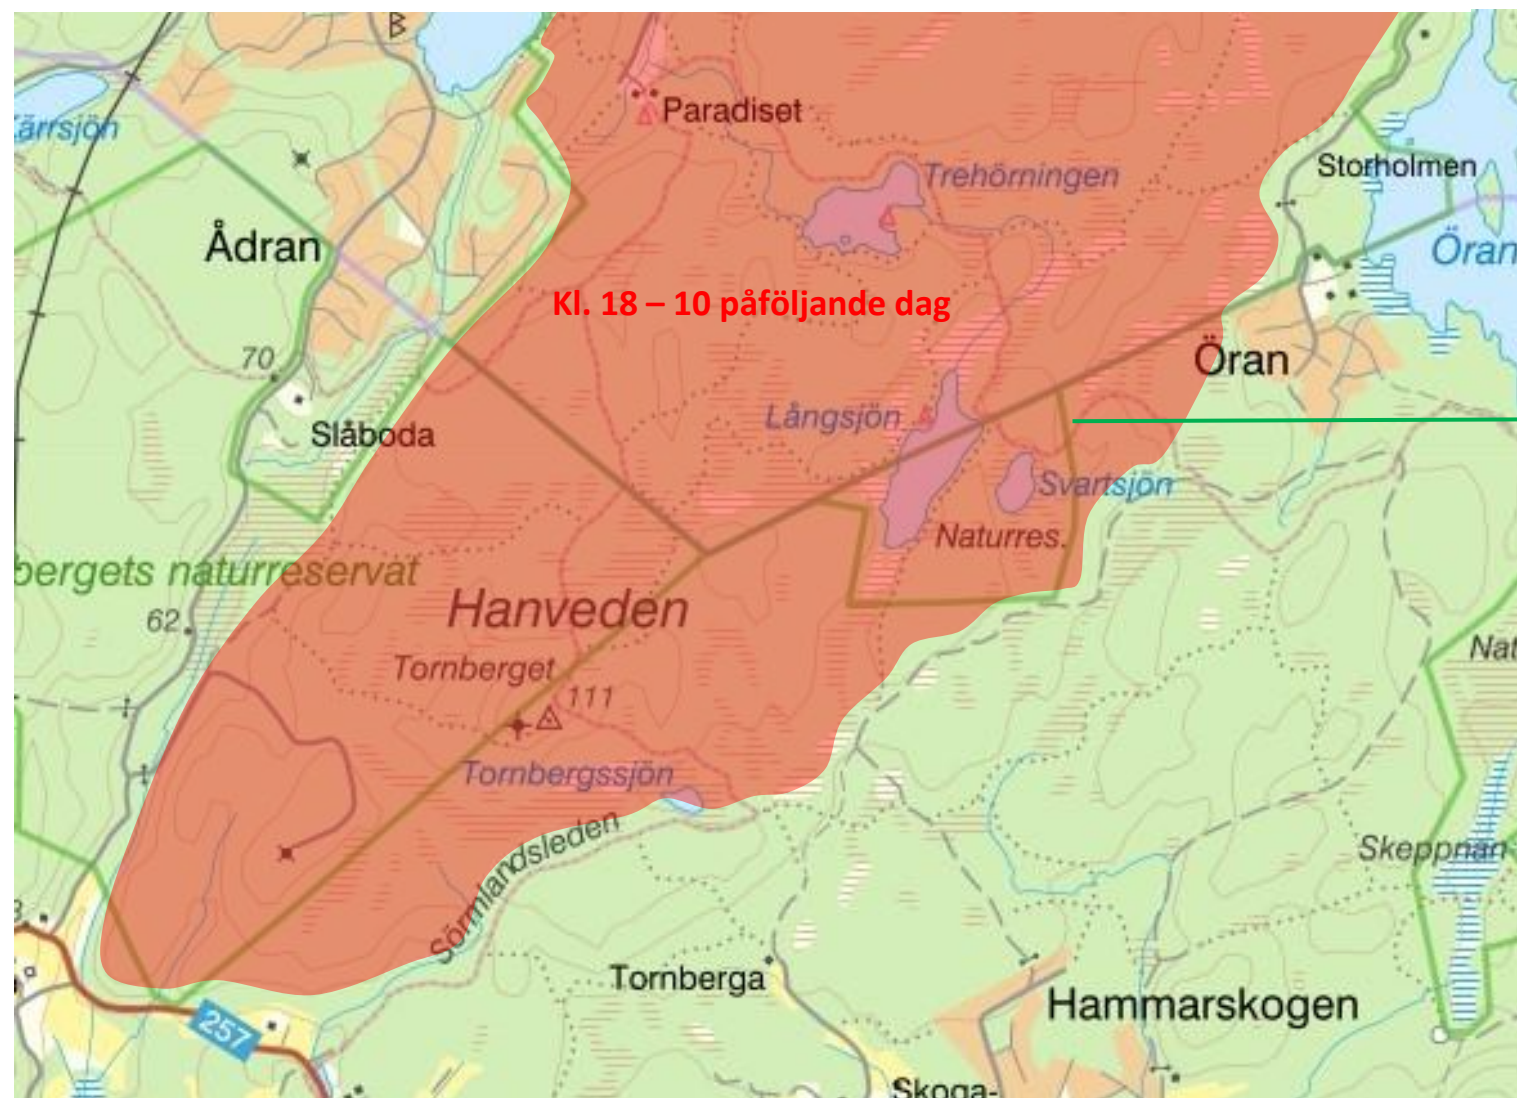 B
Paradiset
Kärrsjön
Storholmen
Trehörningen
Ådran
Öran
Kl. 18 – 10 påföljande dag
70
Öran
Långsjön
Slåboda
Svartsjön
Naturres.
bergets naturreservat
Hanveden
62
Nat
Tornberget
111
Tornbergssjön
Sörmlandsleden
Skeppnan
Tornberga
Hammarskogen
257
Skoga-